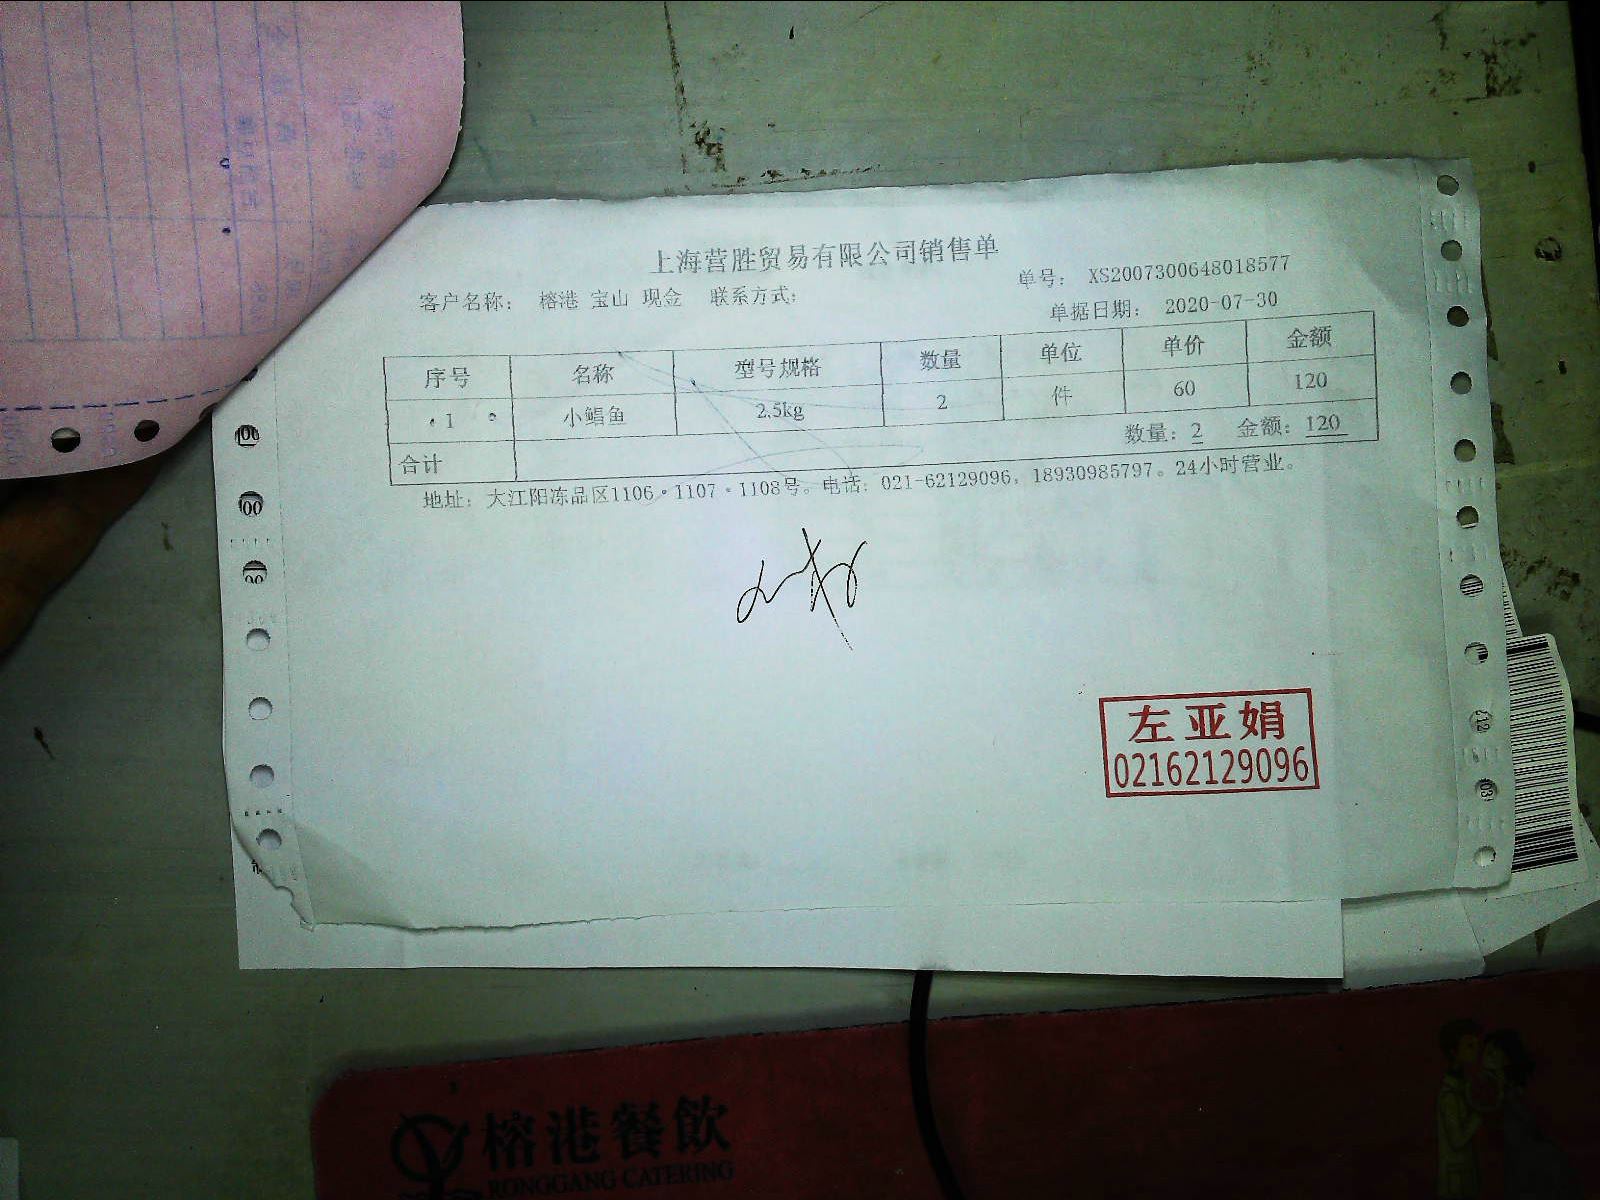 上海营胜贸易有限公司销售单
单号： XS2007300648018577
客户名称： 榕港 宝山 现金 联系方式：
单据日期： 2020-07-30
序号 名称 型号规格 数量 单位 单价 金额
1 小鲳鱼 2.5kg 2 件 60 120
合计 数量：2 金额：120
地址：大江阳冻品区1106·1107·1108号。电话：021-62129096，18930985797。24小时营业。
左亚娟
02162129096
榕港餐飲
RONGGANG CATERING